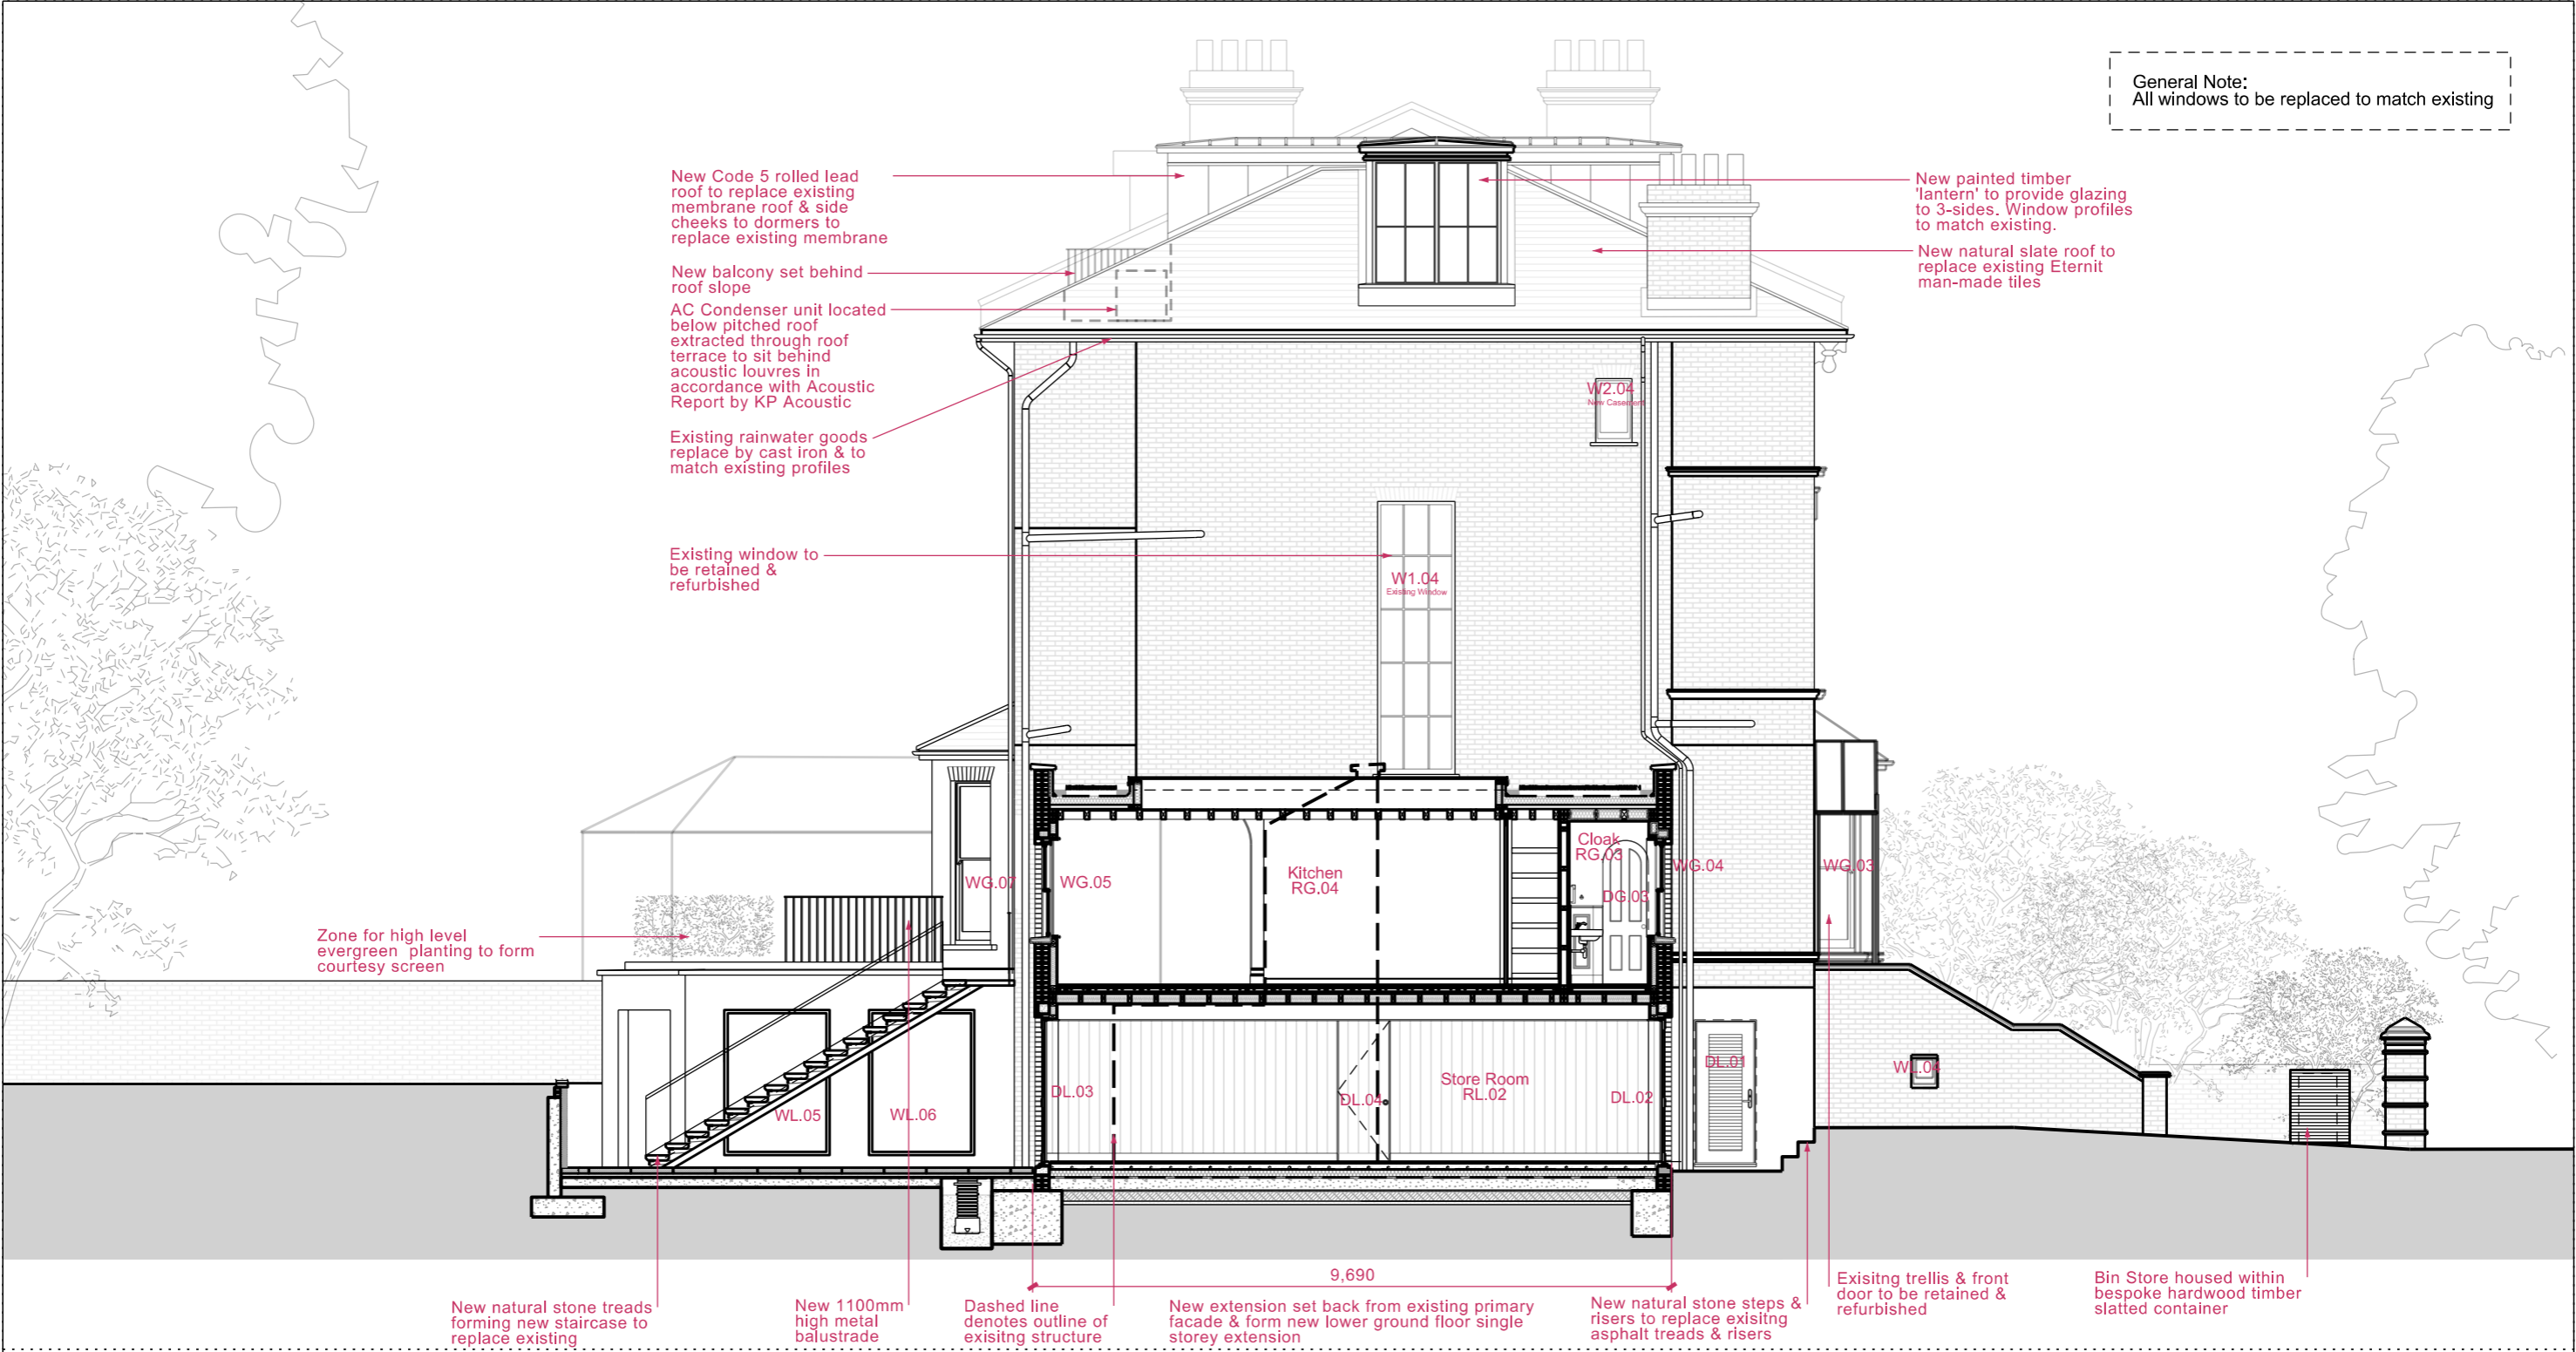 General Note:
All windows to be replaced to match existing
New Code 5 rolled lead
roof to replace existing
membrane roof & side
cheeks to dormers to
replace existing membrane
New balcony set behind
roof slope
AC Condenser unit located
below pitched roof
extracted through roof
terrace to sit behind
acoustic louvres in
accordance with Acoustic
Report by KP Acoustic
Existing rainwater goods
replace by cast iron & to
match existing profiles
Existing window to
be retained &
refurbished
New painted timber
'lantern' to provide glazing
to 3-sides. Window profiles
to match existing.
New natural slate roof to
replace existing Eternit
man-made tiles
W2.04
New Casement
W1.04
Existing Window
Cloak
RG.03
Kitchen
RG.04
WG.07
WG.05
DG.03
WG.04
WG.03
Zone for high level
evergreen planting to form
courtesy screen
Store Room
RL.02
DL.03
DL.04
DL.02
DL.01
WL.04
WL.05
WL.06
9,690
New natural stone treads
forming new staircase to
replace existing
New 1100mm
high metal
balustrade
Dashed line
denotes outline of
exisitng structure
New extension set back from existing primary
facade & form new lower ground floor single
storey extension
New natural stone steps &
risers to replace exisitng
asphalt treads & risers
Exisitng trellis & front
door to be retained &
refurbished
Bin Store housed within
bespoke hardwood timber
slatted container